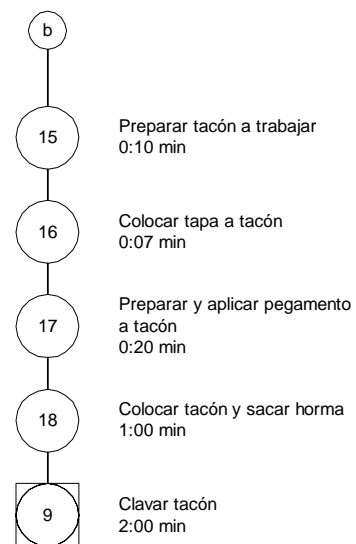 b
15
Preparar tacón a trabajar
0:10 min
16
Colocar tapa a tacón
0:07 min
17
Preparar y aplicar pegamento
a tacón
0:20 min
18
Colocar tacón y sacar horma
1:00 min
9
Clavar tacón
2:00 min